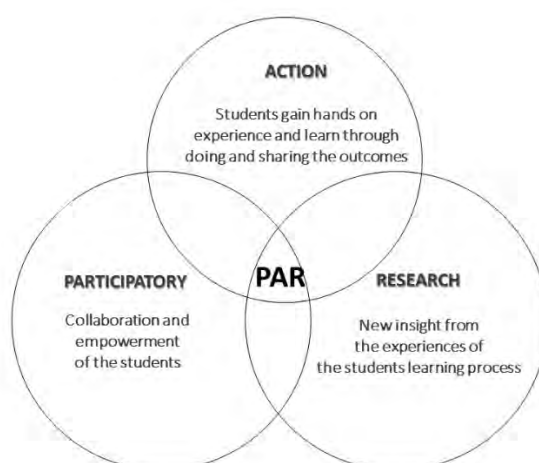 ACTION
Students gain hands on
experience and learn through
doing and sharing the outcomes
PARTICIPATORY
Collaboration and
empowerment
of the students
PAR
RESEARCH
New insight from
the experiences of
the students learning process